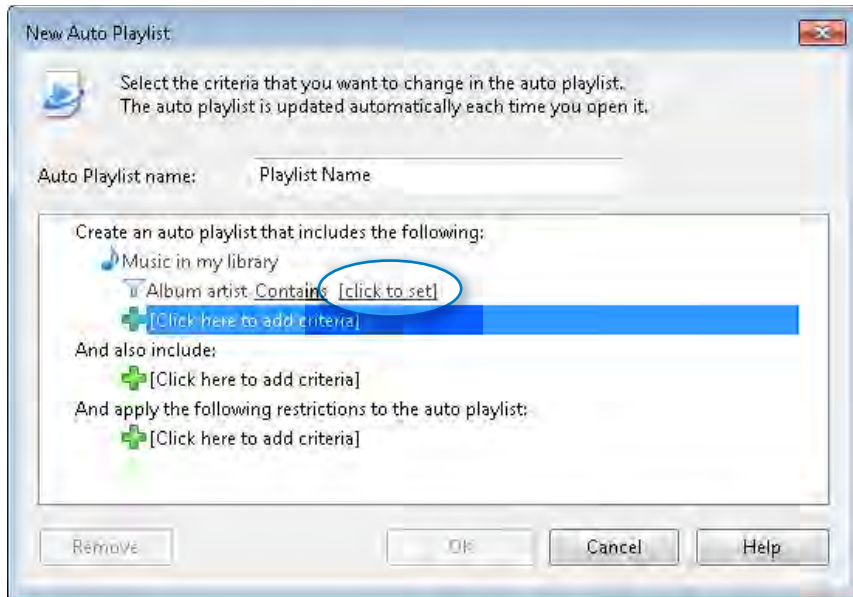 New Auto Playlist
Select the criteria that you want to change in the auto playlist.
The auto playlist is updated automatically each time you open it.
Auto Playlist name: Playlist Name
Create an auto playlist that includes the following:
Music in my library
Album artist Contains [click to set]
[Click here to add criteria]
And also include:
[Click here to add criteria]
And apply the following restrictions to the auto playlist:
[Click here to add criteria]
Remove OK Cancel Help